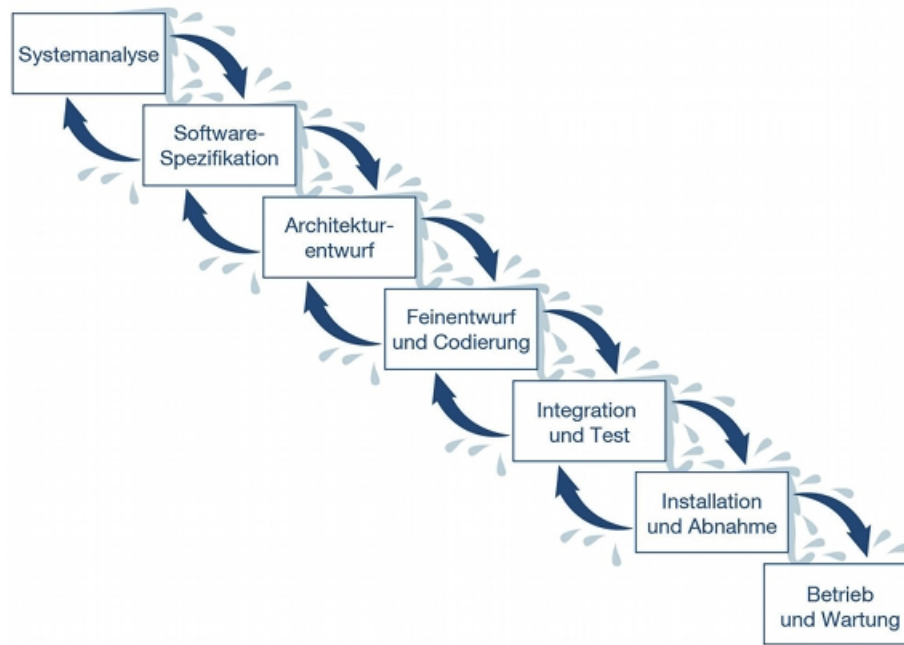 Systemanalyse
Software-
Spezifikation
Architektur-
entwurf
Feinentwurf
und Codierung
Integration
und Test
Installation
und Abnahme
Betrieb
und Wartung